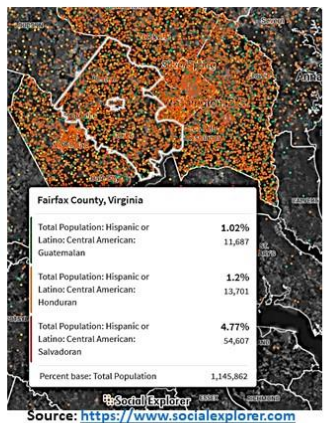 Fairfax County, Virginia
Total Population: Hispanic or 1.02%
Latino: Central American: 11,687
Guatemalan
Total Population: Hispanic or 1.2%
Latino: Central American: 13,701
Honduran
Total Population: Hispanic or 4.77%
Latino: Central American: 54,607
Salvadoran
Percent base: Total Population 1,145,862
Social Explorer
Source: https://www.socialexplorer.com